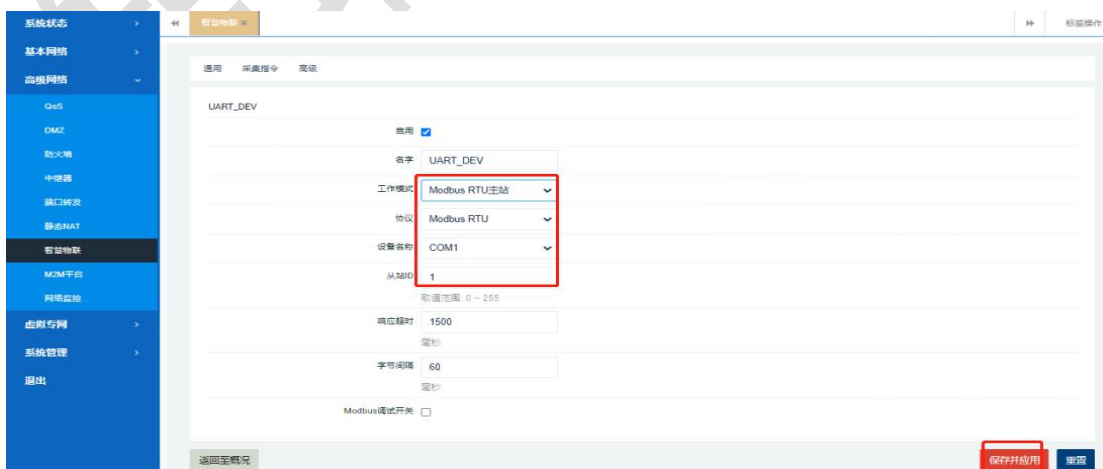 系统状态
智慧物联
标签操作
基本网络
高级网络
通用 采集指令 高级
QoS
UART_DEV
DMZ
启用
防火墙
名字 UART_DEV
中继器
工作模式 Modbus RTU主站
端口转发
协议 Modbus RTU
静态NAT
智慧物联
设备名称 COM1
M2M平台
从站ID 1
网络监控
取值范围: 0 ~ 255
虚拟专网
响应超时 1500
毫秒
系统管理
字节间隔 60
退出
毫秒
Modbus调试开关
返回至概况
保存并应用
重置